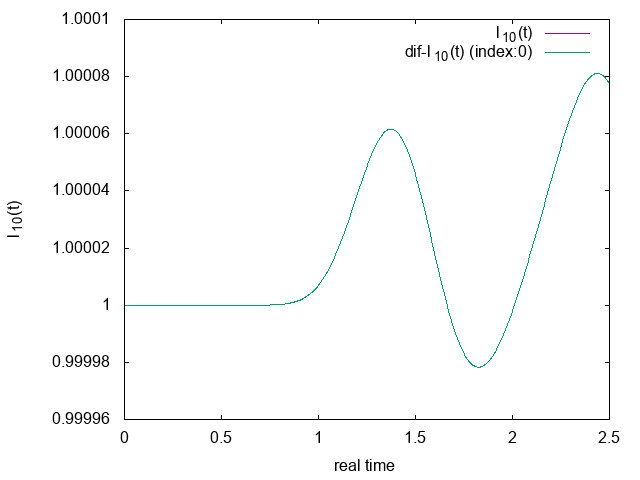 1.0001
1.00008
1.00006
1.00004
1.00002
1
0.99998
0.99996
I10(t)
I10(t)
dif-I10(t) (index:0)
0 0.5 1 1.5 2 2.5
real time